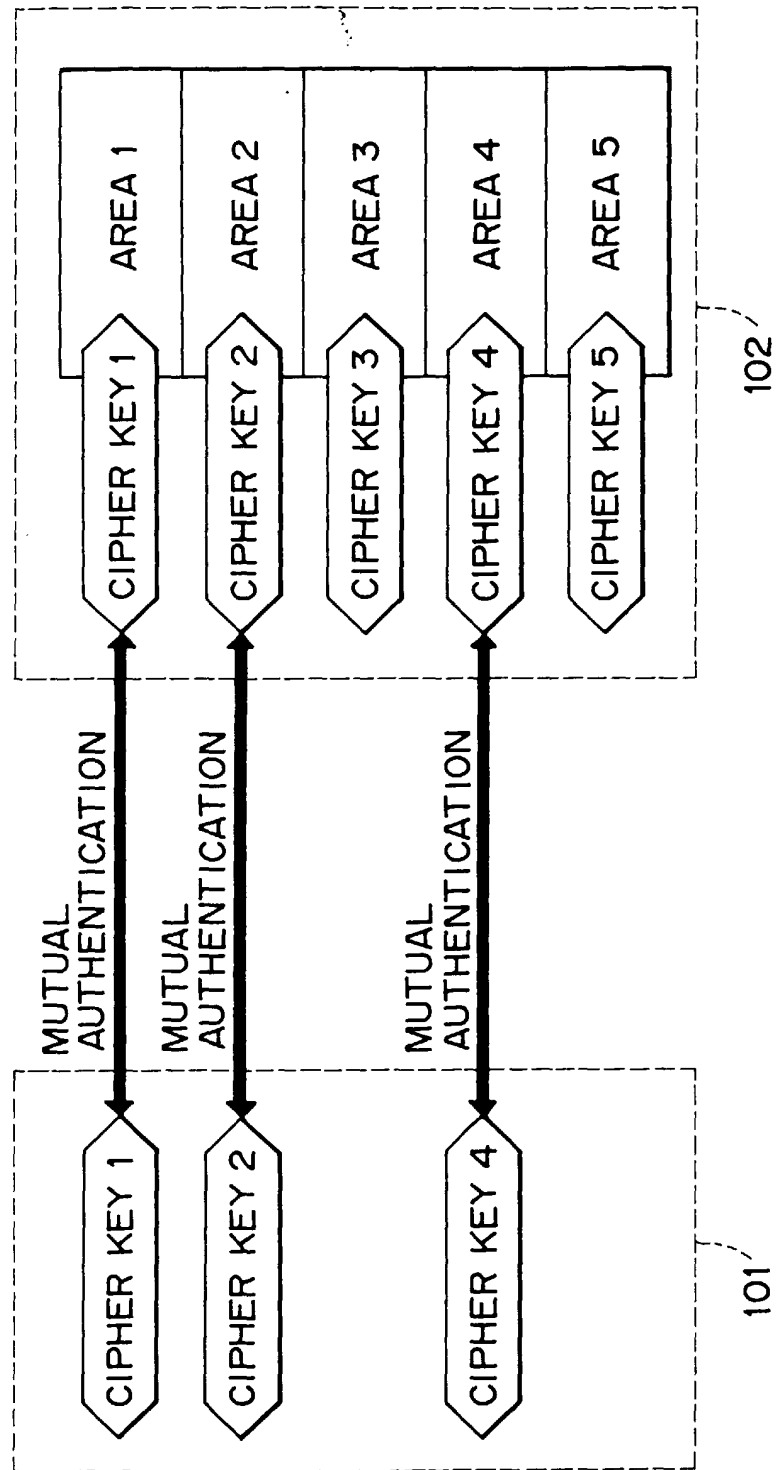 CIPHER KEY 1
MUTUAL
AUTHENTICATION
CIPHER KEY 1
AREA 1
CIPHER KEY 2
MUTUAL
AUTHENTICATION
CIPHER KEY 2
AREA 2
CIPHER KEY 3
AREA 3
CIPHER KEY 4
MUTUAL
AUTHENTICATION
CIPHER KEY 4
AREA 4
CIPHER KEY 5
AREA 5
101
102